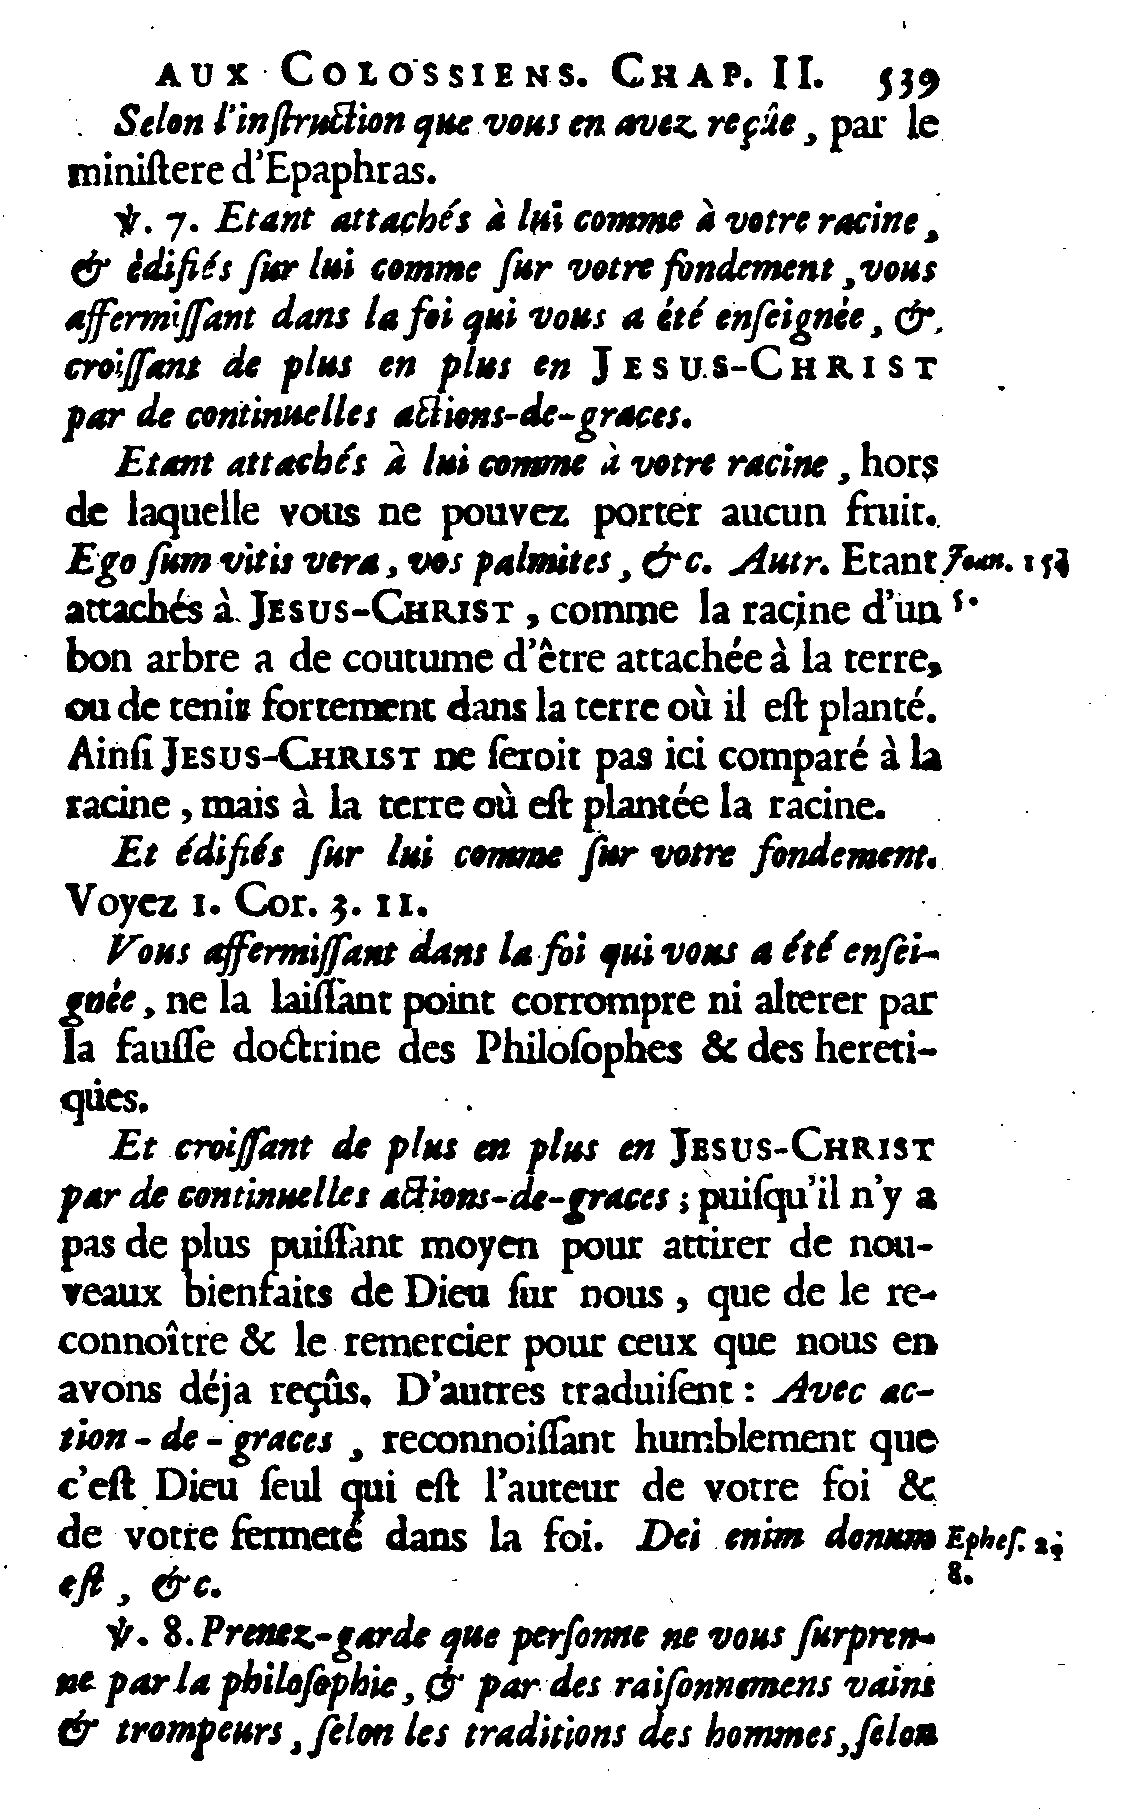 AUX COLOSSIENS. CHAP. II. 539
Selon l'inſtruction que vous en avez reçûe, par le
miniſtere d'Epaphras.
℣. 7. Etant attachés à lui comme à votre racine,
& édifiés ſur lui comme ſur votre fondement, vous
affermiſſant dans la foi qui vous a été enſeignée, &
croiſſant de plus en plus en JESUS-CHRIST
par de continuelles actions-de-graces.
Etant attachés à lui comme à votre racine, hors
de laquelle vous ne pouvez porter aucun fruit.
Ego ſum vitis vera, vos palmites, &c. Autr. Etant Joan. 15.
attachés à JESUS-CHRIST, comme la racine d'un 5.
bon arbre a de coutume d'être attachée à la terre,
ou de tenir fortement dans la terre où il eſt planté.
Ainſi JESUS-CHRIST ne ſeroit pas ici comparé à la
racine, mais à la terre où eſt plantée la racine.
Et édifiés ſur lui comme ſur votre fondement.
Voyez 1. Cor. 3. 11.
Vous affermiſſant dans la foi qui vous a été enſei-
gnée, ne la laiſſant point corrompre ni alterer par
la fauſſe doctrine des Philoſophes & des hereti-
ques.
Et croiſſant de plus en plus en JESUS-CHRIST
par de continuelles actions-de-graces; puiſqu'il n'y a
pas de plus puiſſant moyen pour attirer de nou-
veaux bienfaits de Dieu ſur nous, que de le re-
connoître & le remercier pour ceux que nous en
avons déja reçûs. D'autres traduiſent: Avec ac-
tion-de-graces, reconnoiſſant humblement que
c'eſt Dieu ſeul qui eſt l'auteur de votre foi &
de votre fermeté dans la foi. Dei enim donum Epheſ. 2.
eſt, &c. 8.
℣. 8. Prenez-garde que perſonne ne vous ſurpren-
ne par la philoſophie, & par des raiſonnemens vains
& trompeurs, ſelon les traditions des hommes, ſelon